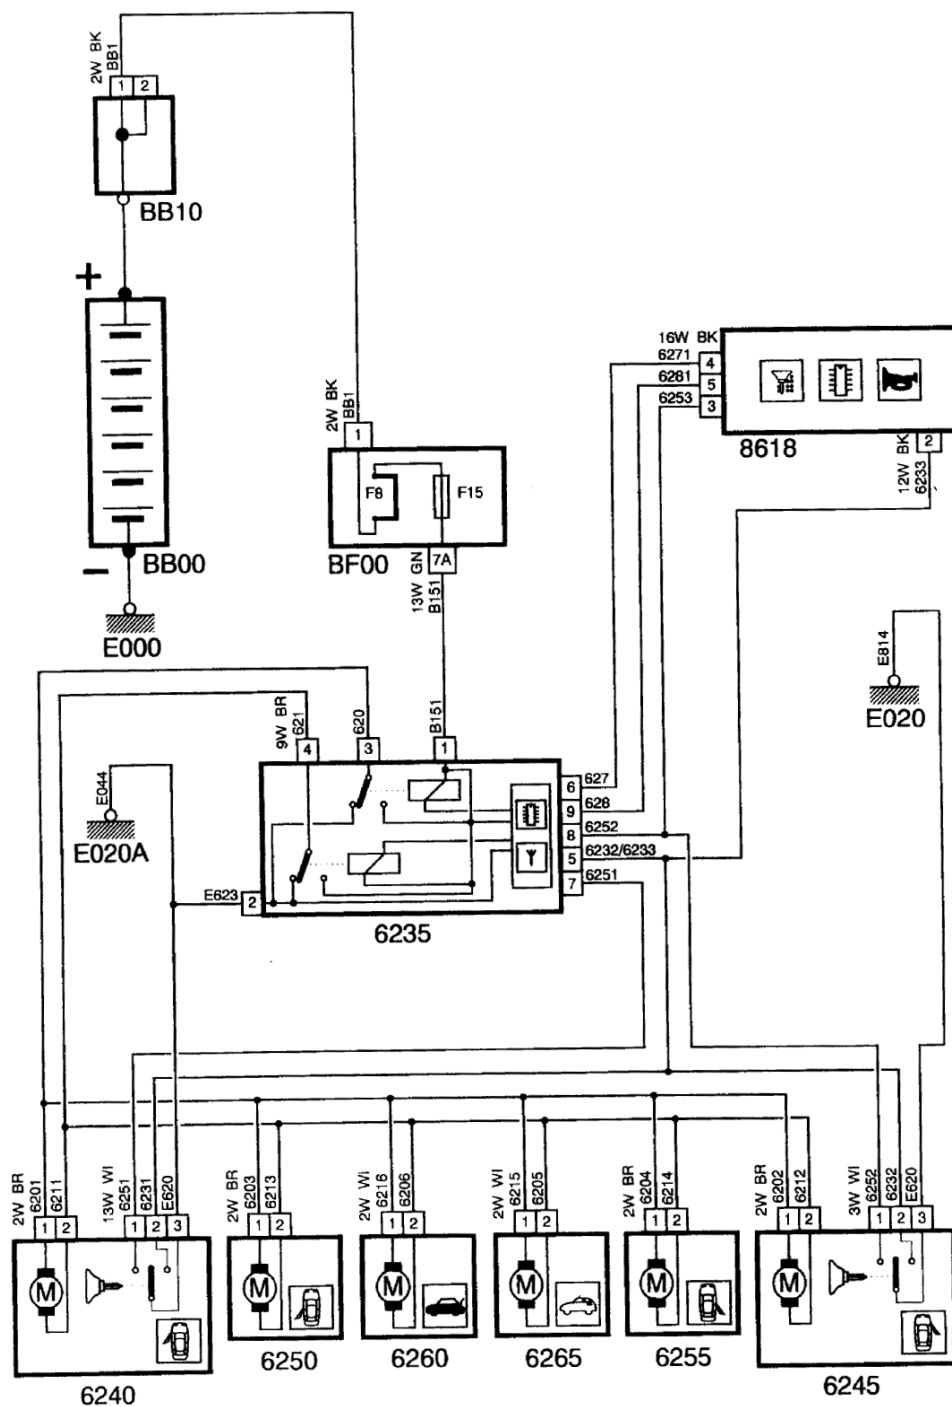 2W BK
BB1
1 2
BB10
+
BB00
−
E000
2W BK
BB1
1
F8
F15
BF00
13W GN
7A
B151
16W BK
6271 4
6281 5
6253 3
8618
12W BK
6233
2
E814
E020
E044
E020A
9W BR
621
4
620
3
B151
1
6 627
9 628
8 6252
5 6232/6233
7 6251
E623 2
6235
2W BR
6201
6211
1 2
13W WI
6251
6231
E620
1 2 3
M
6240
2W BR
6203
6213
1 2
M
6250
2W WI
6216
6206
1 2
M
6260
2W WI
6215
6205
1 2
M
6265
2W BR
6204
6214
1 2
M
6255
2W BR
6202
6212
1 2
3W WI
6252
6232
E620
1 2 3
M
6245